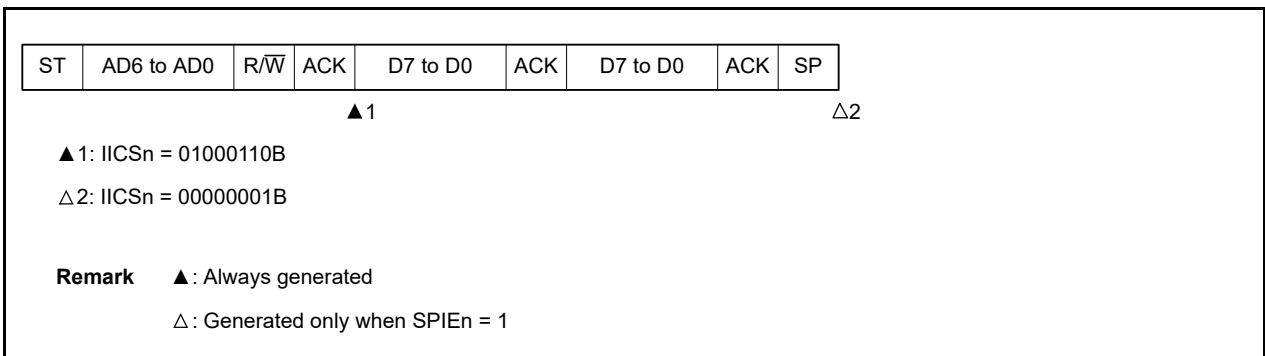 ST AD6 to AD0 R/W̅ ACK D7 to D0 ACK D7 to D0 ACK SP
▲1 △2
▲1: IICSn = 01000110B
△2: IICSn = 00000001B
Remark ▲: Always generated
△: Generated only when SPIEn = 1